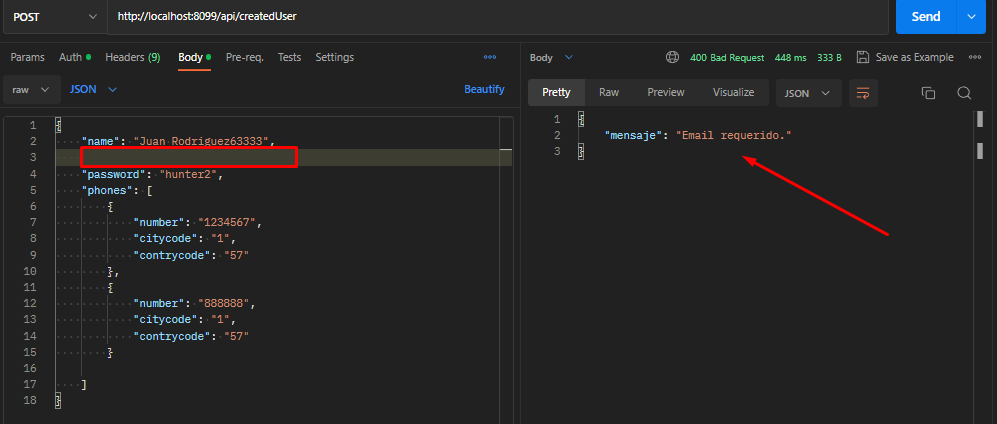 POST http://localhost:8099/api/createdUser Send
Params Auth Headers (9) Body Pre-req. Tests Settings
raw JSON Beautify
1 {
2 "name": "Juan Rodriguez63333",
3
4 "password": "hunter2",
5 "phones": [
6 {
7 "number": "1234567",
8 "citycode": "1",
9 "contrycode": "57"
10 },
11 {
12 "number": "888888",
13 "citycode": "1",
14 "contrycode": "57"
15 }
16
17 ]
18 }
Body 400 Bad Request 448 ms 333 B Save as Example
Pretty Raw Preview Visualize JSON
1 {
2 "mensaje": "Email requerido."
3 }